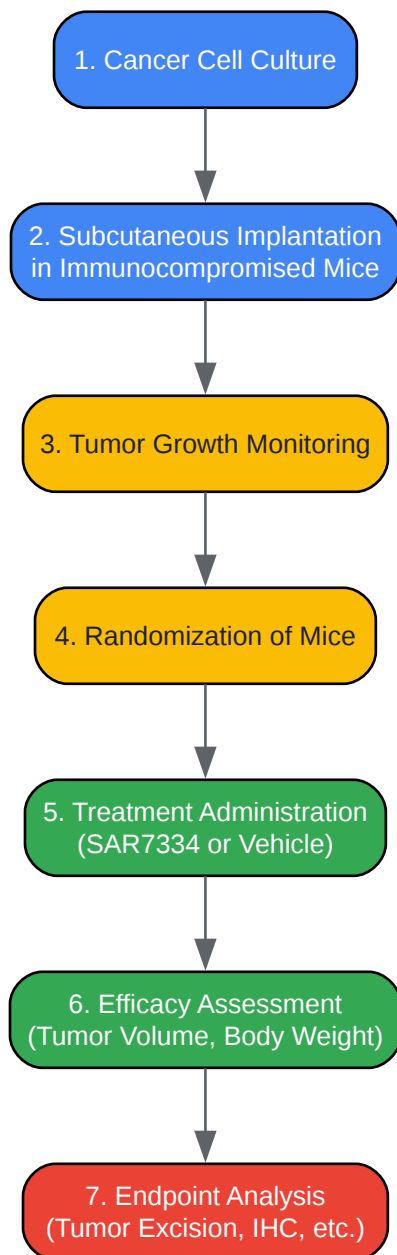 1. Cancer Cell Culture
2. Subcutaneous Implantation
in Immunocompromised Mice
3. Tumor Growth Monitoring
4. Randomization of Mice
5. Treatment Administration
(SAR7334 or Vehicle)
6. Efficacy Assessment
(Tumor Volume, Body Weight)
7. Endpoint Analysis
(Tumor Excision, IHC, etc.)